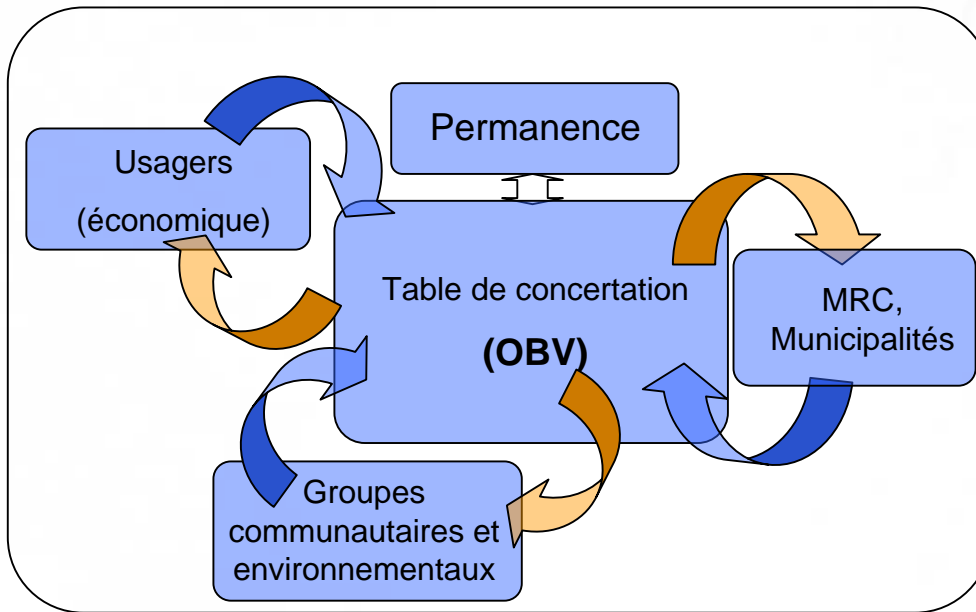 Permanence
Usagers
(économique)
Table de concertation
(OBV)
MRC,
Municipalités
Groupes
communautaires et
environnementaux